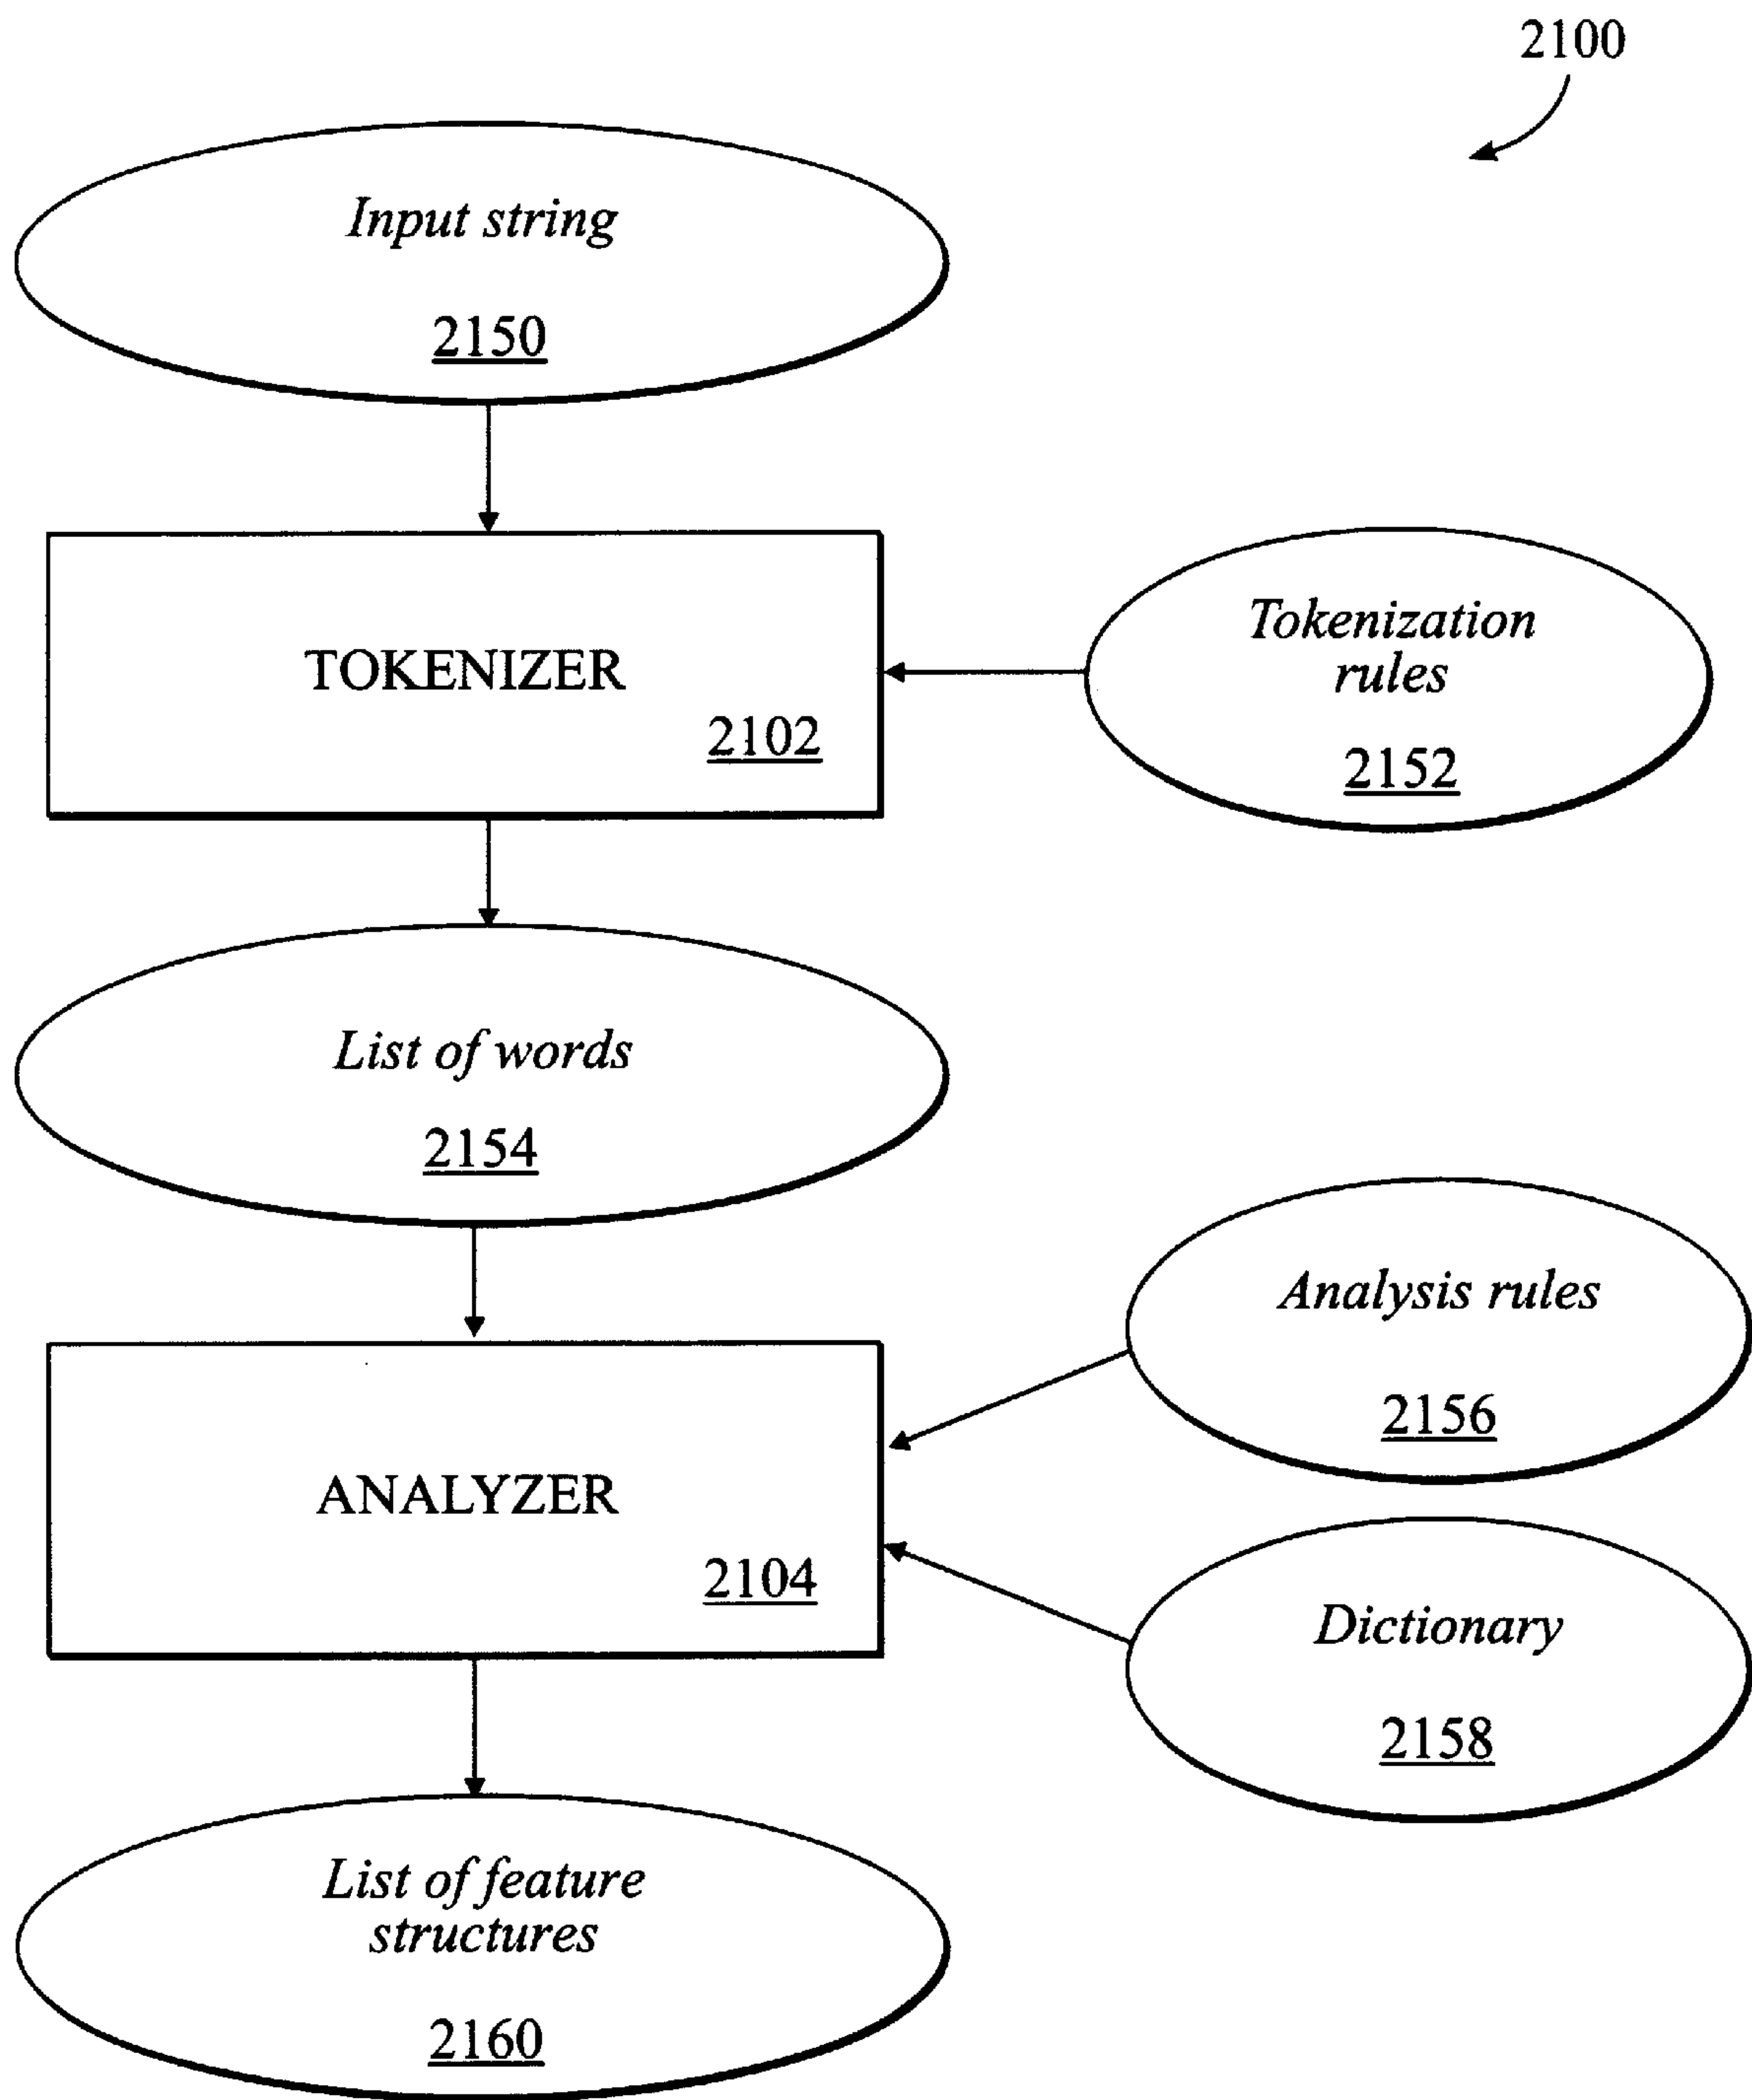 2100
Input string
2150
TOKENIZER
2102
Tokenization
rules
2152
List of words
2154
Analysis rules
2156
ANALYZER
2104
Dictionary
2158
List of feature
structures
2160